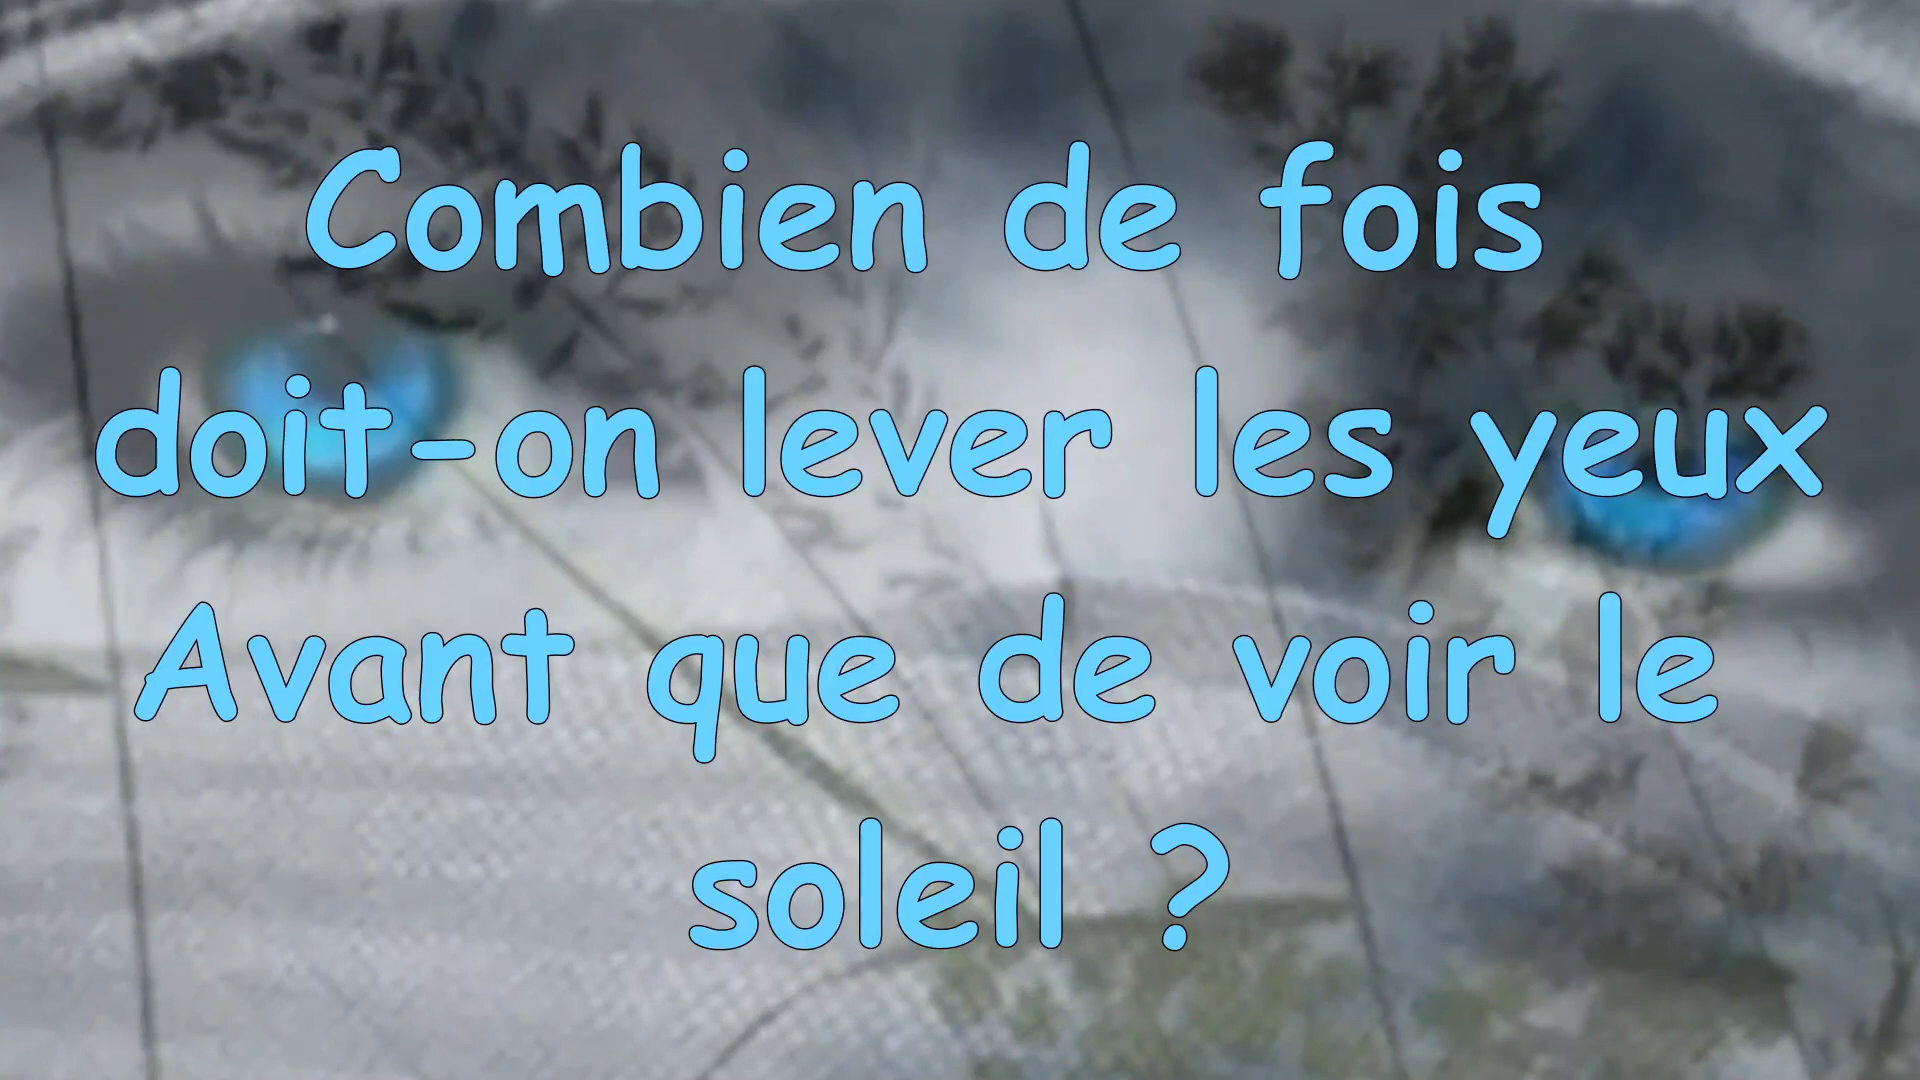 Combien de fois
doit-on lever les yeux
Avant que de voir le
soleil ?